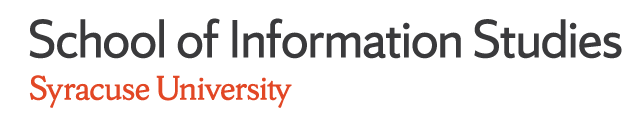 School of Information Studies
Syracuse University